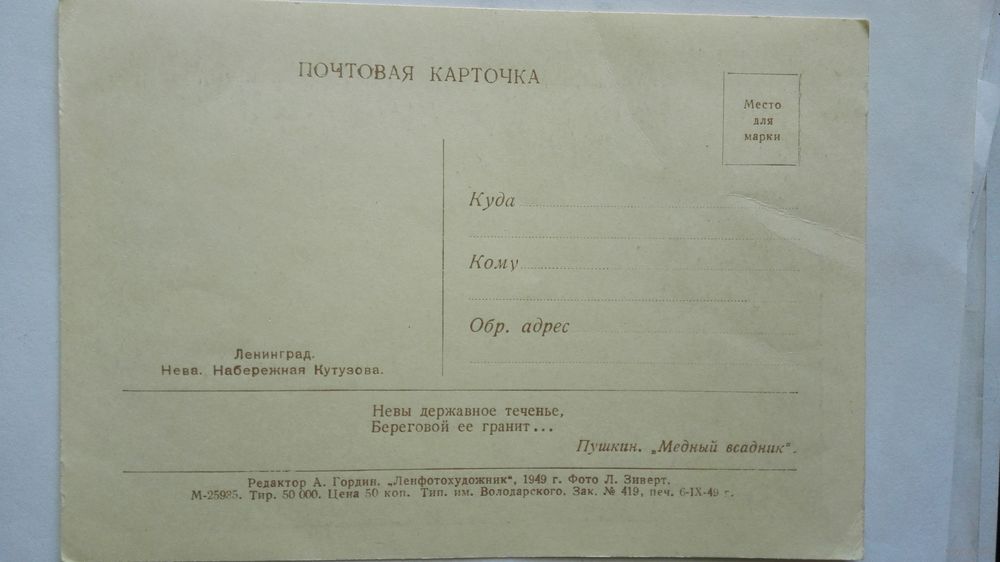 ПОЧТОВАЯ КАРТОЧКА
Место
для
марки
Куда
Кому
Обр. адрес
Ленинград.
Нева. Набережная Кутузова.
Невы державное теченье,
Береговой ее гранит...
Пушкин. „Медный всадник“.
Редактор А. Гордин. „Ленфотохудожник“, 1949 г. Фото Л. Зиверт.
М-25985. Тир. 50 000. Цена 50 коп. Тип. им. Володарского. Зак. № 419, печ. 6-IX-49 г.